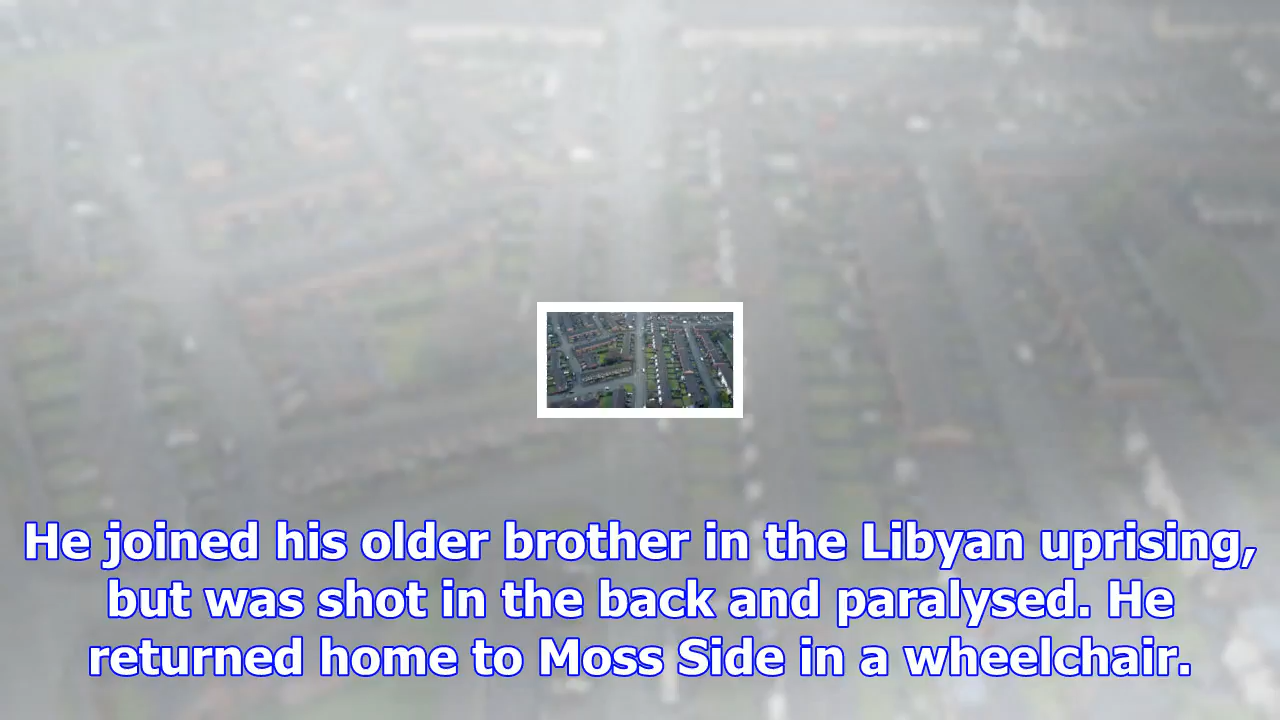 He joined his older brother in the Libyan uprising,
but was shot in the back and paralysed. He
returned home to Moss Side in a wheelchair.